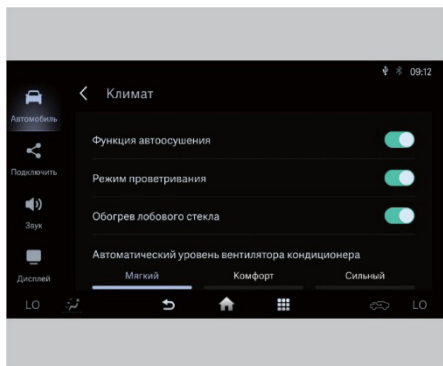 09:12
Климат
Автомобиль
Функция автоосушения
Подключить
Режим проветривания
Звук
Обогрев лобового стекла
Автоматический уровень вентилятора кондиционера
Дисплей
Мягкий Комфорт Сильный
LO LO